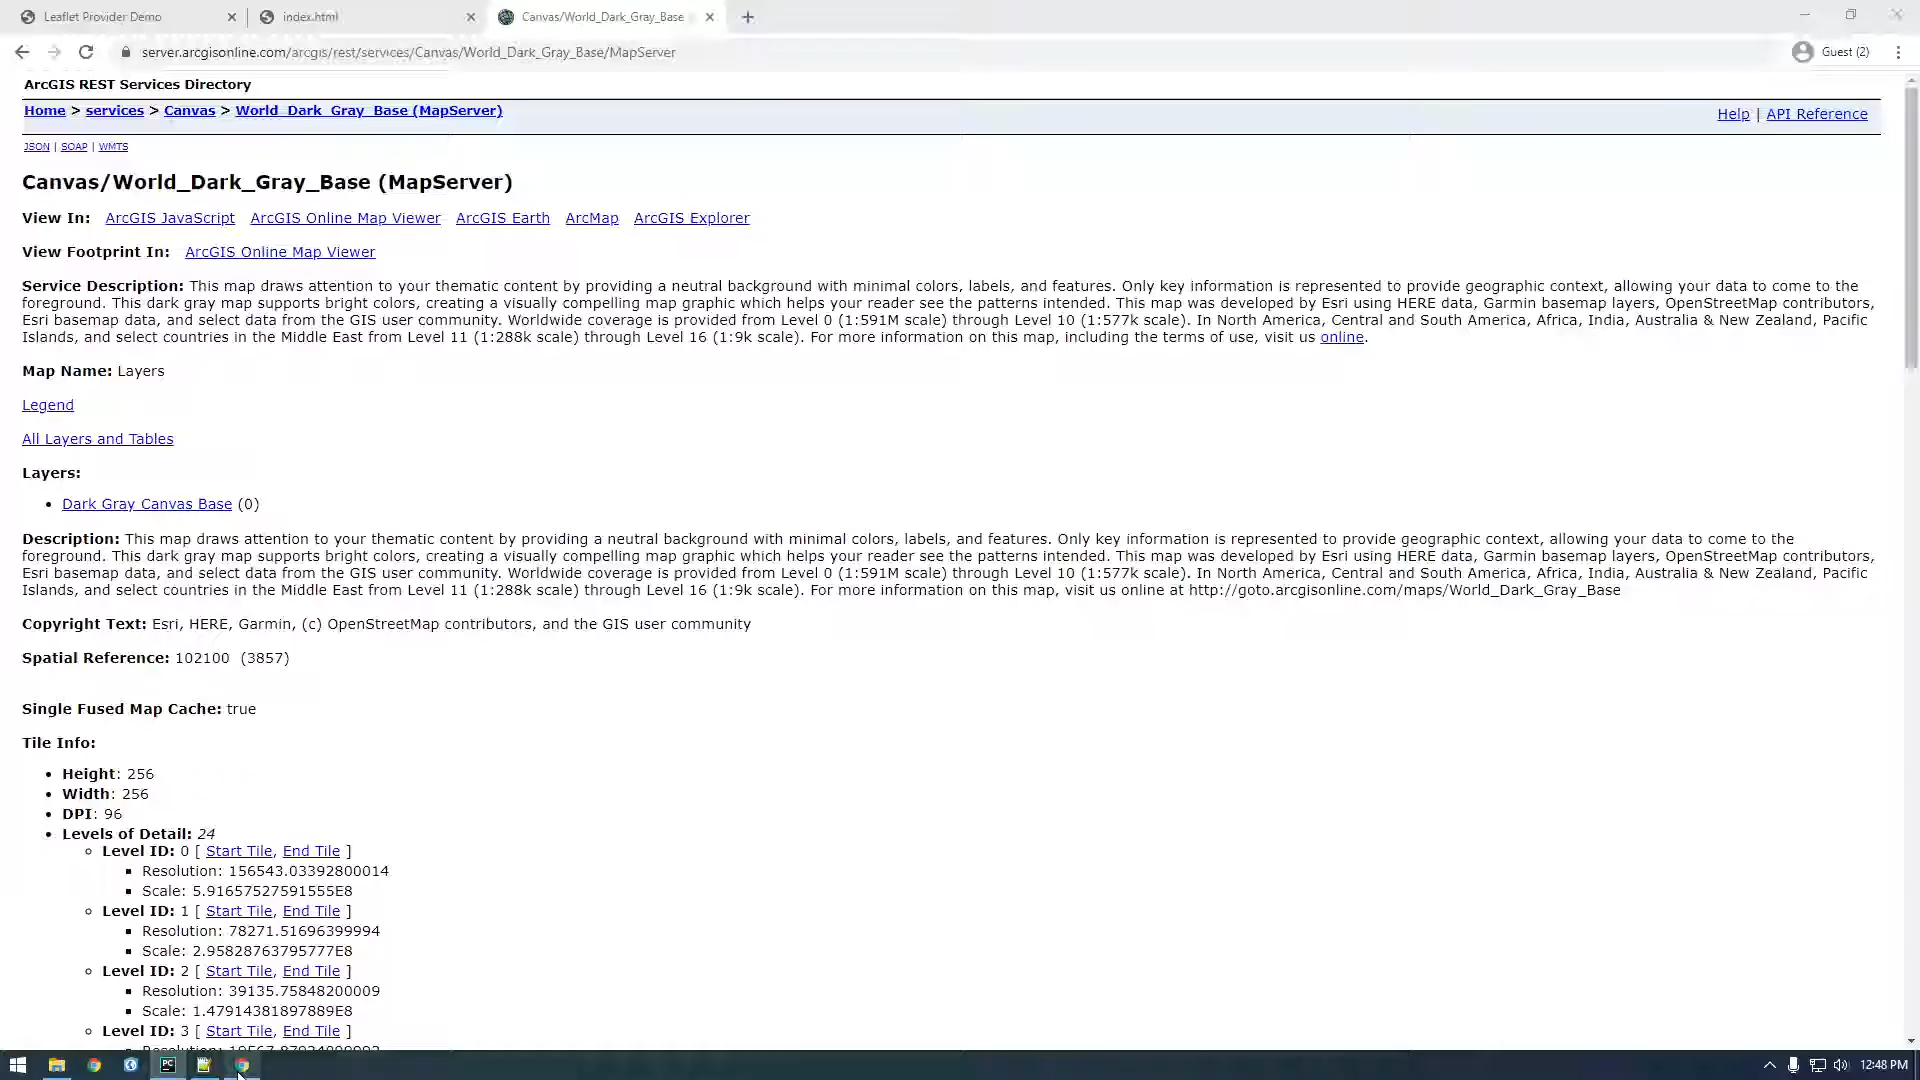 Leaflet Provider Demo
index.html
Canvas/World_Dark_Gray_Base
server.arcgisonline.com/arcgis/rest/services/Canvas/World_Dark_Gray_Base/MapServer
Guest (2)
ArcGIS REST Services Directory
Home > services > Canvas > World_Dark_Gray_Base (MapServer)
Help | API Reference
JSON | SOAP | WMTS
Canvas/World_Dark_Gray_Base (MapServer)
View In: ArcGIS JavaScript ArcGIS Online Map Viewer ArcGIS Earth ArcMap ArcGIS Explorer
View Footprint In: ArcGIS Online Map Viewer
Service Description: This map draws attention to your thematic content by providing a neutral background with minimal colors, labels, and features. Only key information is represented to provide geographic context, allowing your data to come to the
foreground. This dark gray map supports bright colors, creating a visually compelling map graphic which helps your reader see the patterns intended. This map was developed by Esri using HERE data, Garmin basemap layers, OpenStreetMap contributors,
Esri basemap data, and select data from the GIS user community. Worldwide coverage is provided from Level 0 (1:591M scale) through Level 10 (1:577k scale). In North America, Central and South America, Africa, India, Australia & New Zealand, Pacific
Islands, and select countries in the Middle East from Level 11 (1:288k scale) through Level 16 (1:9k scale). For more information on this map, including the terms of use, visit us online.
Map Name: Layers
Legend
All Layers and Tables
Layers:
Dark Gray Canvas Base (0)
Description: This map draws attention to your thematic content by providing a neutral background with minimal colors, labels, and features. Only key information is represented to provide geographic context, allowing your data to come to the
foreground. This dark gray map supports bright colors, creating a visually compelling map graphic which helps your reader see the patterns intended. This map was developed by Esri using HERE data, Garmin basemap layers, OpenStreetMap contributors,
Esri basemap data, and select data from the GIS user community. Worldwide coverage is provided from Level 0 (1:591M scale) through Level 10 (1:577k scale). In North America, Central and South America, Africa, India, Australia & New Zealand, Pacific
Islands, and select countries in the Middle East from Level 11 (1:288k scale) through Level 16 (1:9k scale). For more information on this map, visit us online at http://goto.arcgisonline.com/maps/World_Dark_Gray_Base
Copyright Text: Esri, HERE, Garmin, (c) OpenStreetMap contributors, and the GIS user community
Spatial Reference: 102100 (3857)
Single Fused Map Cache: true
Tile Info:
Height: 256
Width: 256
DPI: 96
Levels of Detail: 24
Level ID: 0 [ Start Tile, End Tile ]
Resolution: 156543.03392800014
Scale: 5.91657527591555E8
Level ID: 1 [ Start Tile, End Tile ]
Resolution: 78271.51696399994
Scale: 2.95828763795777E8
Level ID: 2 [ Start Tile, End Tile ]
Resolution: 39135.75848200009
Scale: 1.47914381897889E8
Level ID: 3 [ Start Tile, End Tile ]
PC
12:48 PM